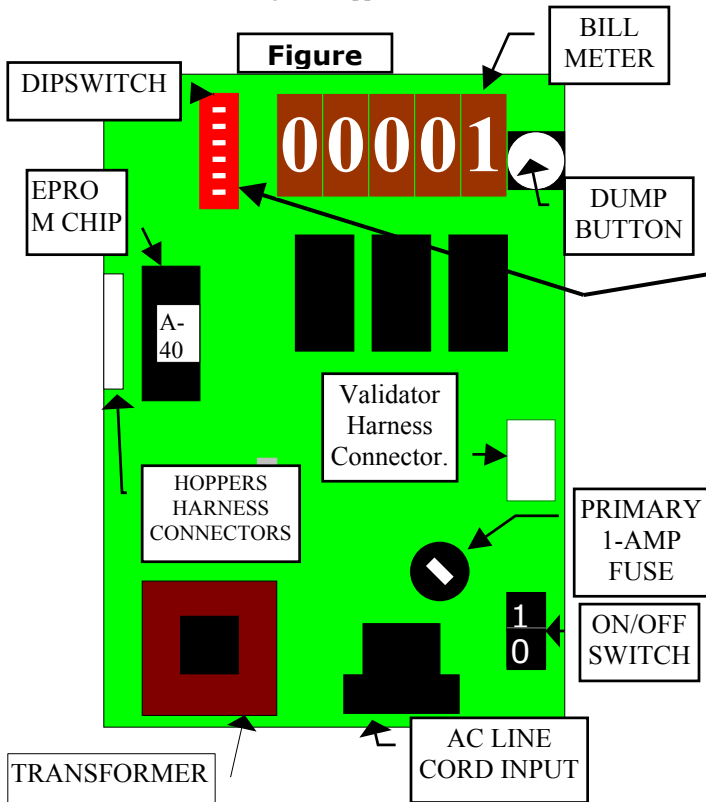 Figure
BILL
METER
DIPSWITCH
00001
EPRO
M CHIP
DUMP
BUTTON
A-
40
Validator
Harness
Connector.
HOPPERS
HARNESS
CONNECTORS
PRIMARY
1-AMP
FUSE
1
0
ON/OFF
SWITCH
AC LINE
CORD INPUT
TRANSFORMER